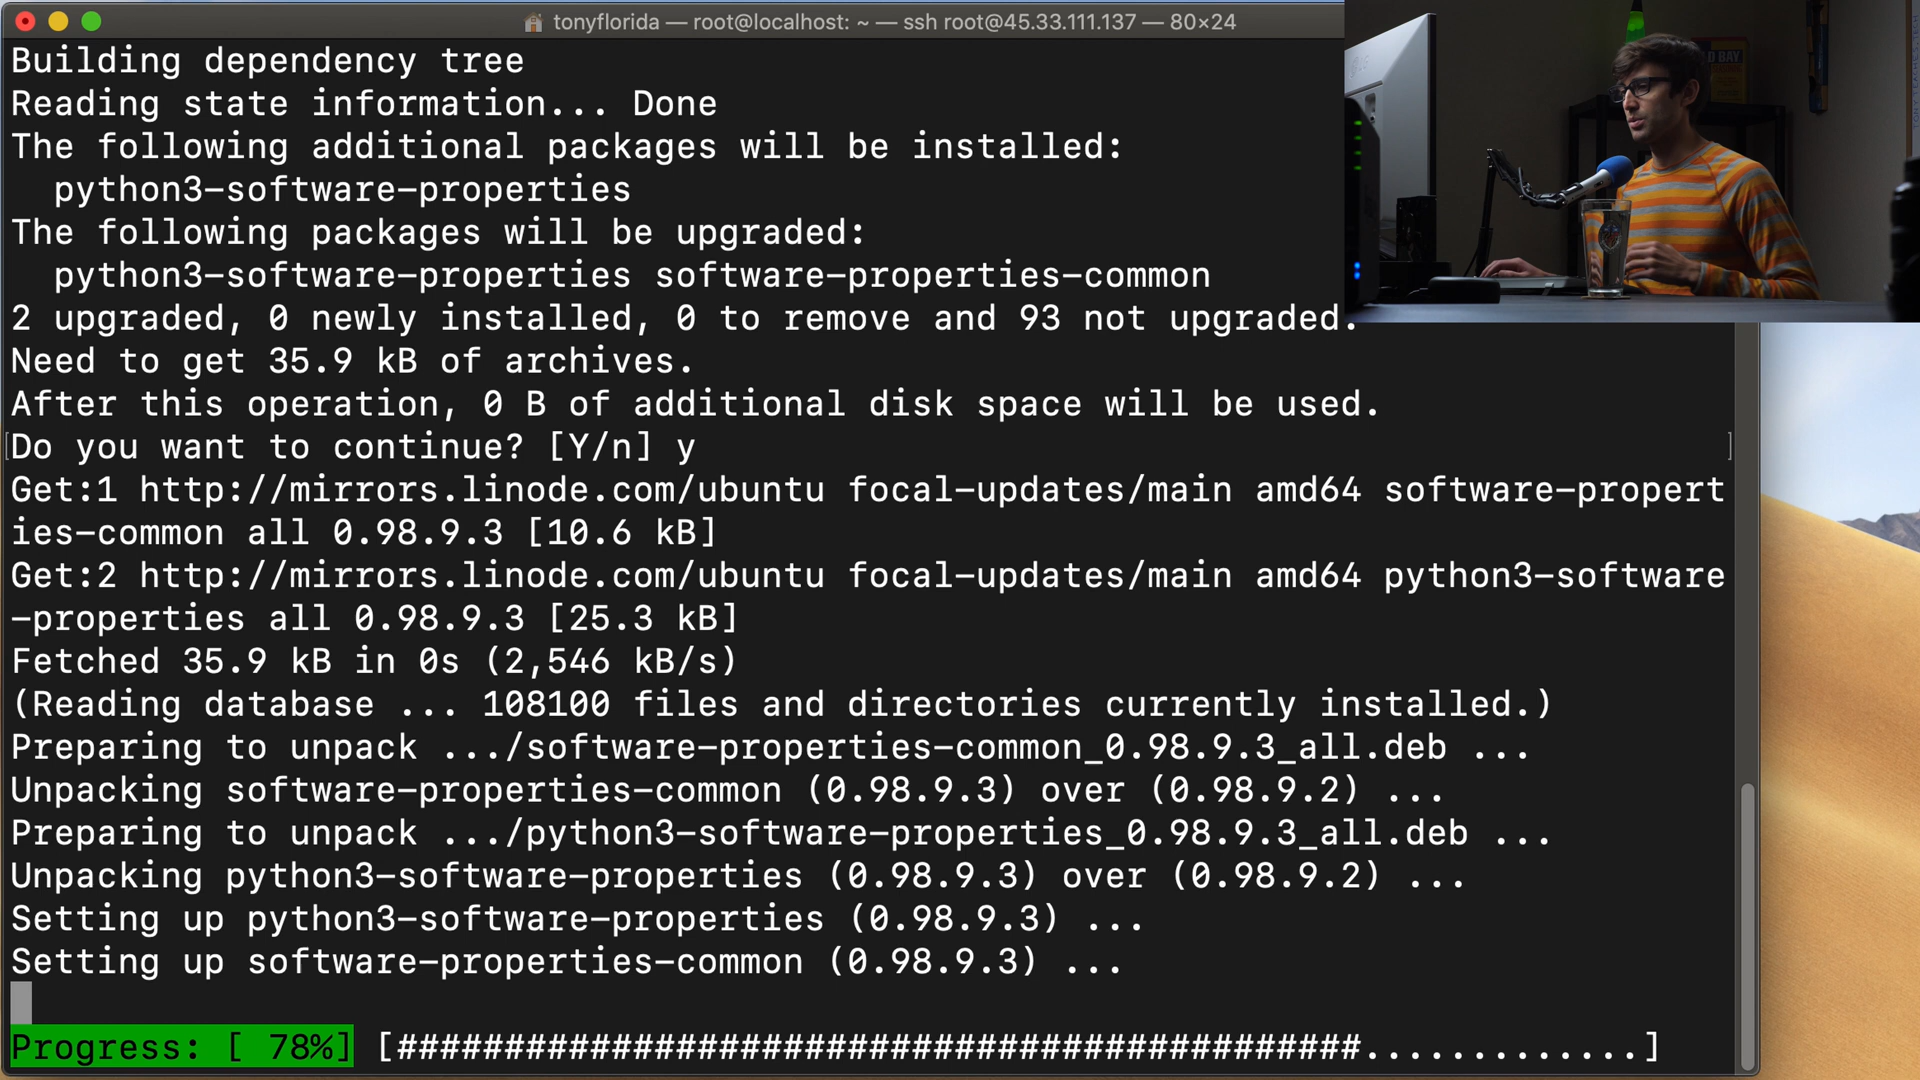 tonyflorida — root@localhost: ~ — ssh root@45.33.111.137 — 80×24
Building dependency tree
Reading state information... Done
The following additional packages will be installed:
  python3-software-properties
The following packages will be upgraded:
  python3-software-properties software-properties-common
2 upgraded, 0 newly installed, 0 to remove and 93 not upgraded.
Need to get 35.9 kB of archives.
After this operation, 0 B of additional disk space will be used.
Do you want to continue? [Y/n] y
Get:1 http://mirrors.linode.com/ubuntu focal-updates/main amd64 software-propert
ies-common all 0.98.9.3 [10.6 kB]
Get:2 http://mirrors.linode.com/ubuntu focal-updates/main amd64 python3-software
-properties all 0.98.9.3 [25.3 kB]
Fetched 35.9 kB in 0s (2,546 kB/s)
(Reading database ... 108100 files and directories currently installed.)
Preparing to unpack .../software-properties-common_0.98.9.3_all.deb ...
Unpacking software-properties-common (0.98.9.3) over (0.98.9.2) ...
Preparing to unpack .../python3-software-properties_0.98.9.3_all.deb ...
Unpacking python3-software-properties (0.98.9.3) over (0.98.9.2) ...
Setting up python3-software-properties (0.98.9.3) ...
Setting up software-properties-common (0.98.9.3) ...
Progress: [ 78%] [#############################################.............]